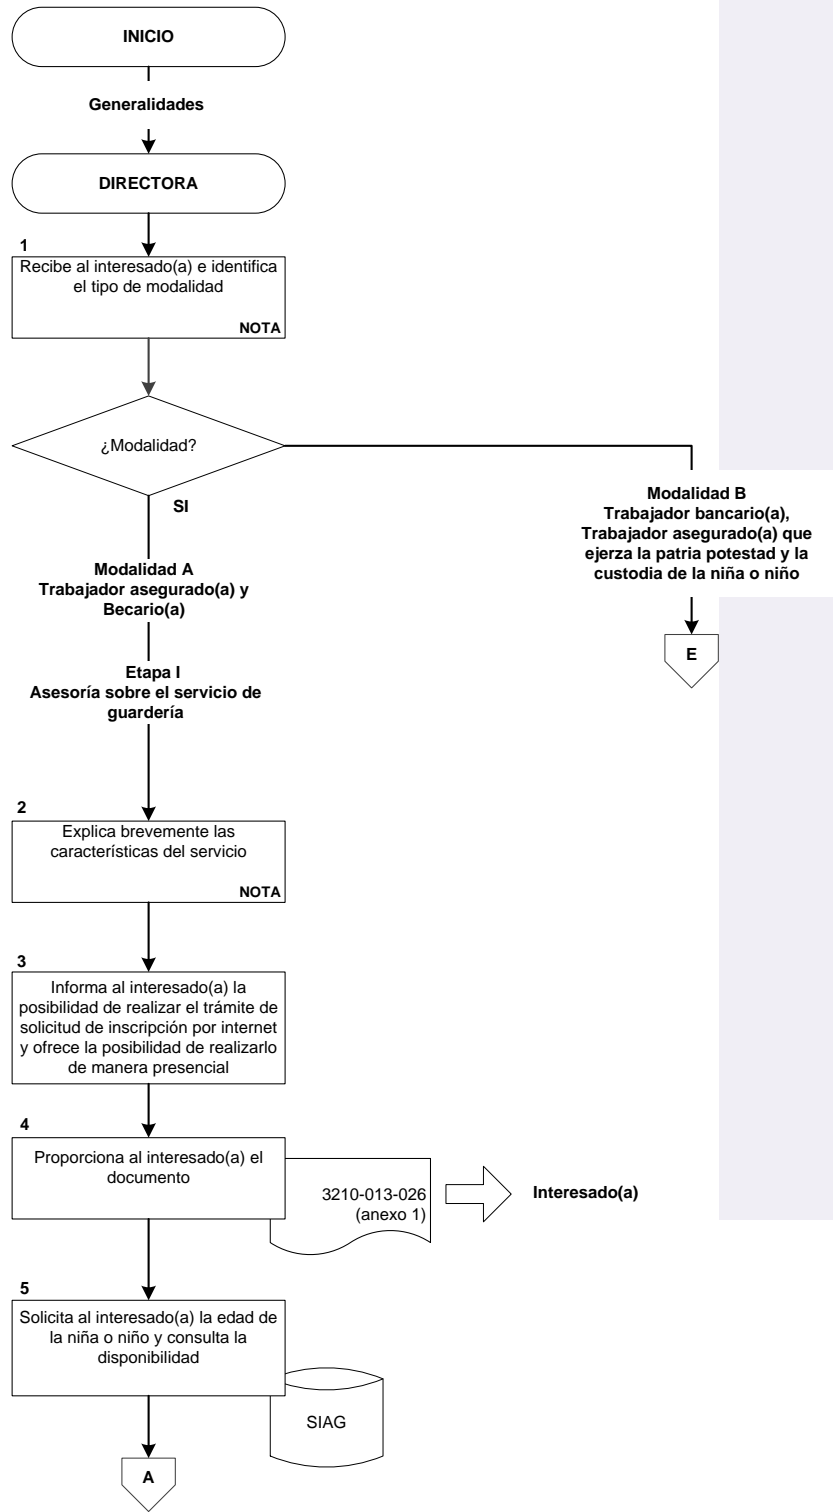 INICIO
Generalidades
DIRECTORA
1
Recibe al interesado(a) e identifica
el tipo de modalidad
NOTA
¿Modalidad?
SI
Modalidad B
Trabajador bancario(a),
Trabajador asegurado(a) que
ejerza la patria potestad y la
custodia de la niña o niño
E
Modalidad A
Trabajador asegurado(a) y
Becario(a)
Etapa I
Asesoría sobre el servicio de
guardería
2
Explica brevemente las
características del servicio
NOTA
3
Informa al interesado(a) la
posibilidad de realizar el trámite de
solicitud de inscripción por internet
y ofrece la posibilidad de realizarlo
de manera presencial
4
Proporciona al interesado(a) el
documento
3210-013-026
(anexo 1)
Interesado(a)
5
Solicita al interesado(a) la edad de
la niña o niño y consulta la
disponibilidad
SIAG
A